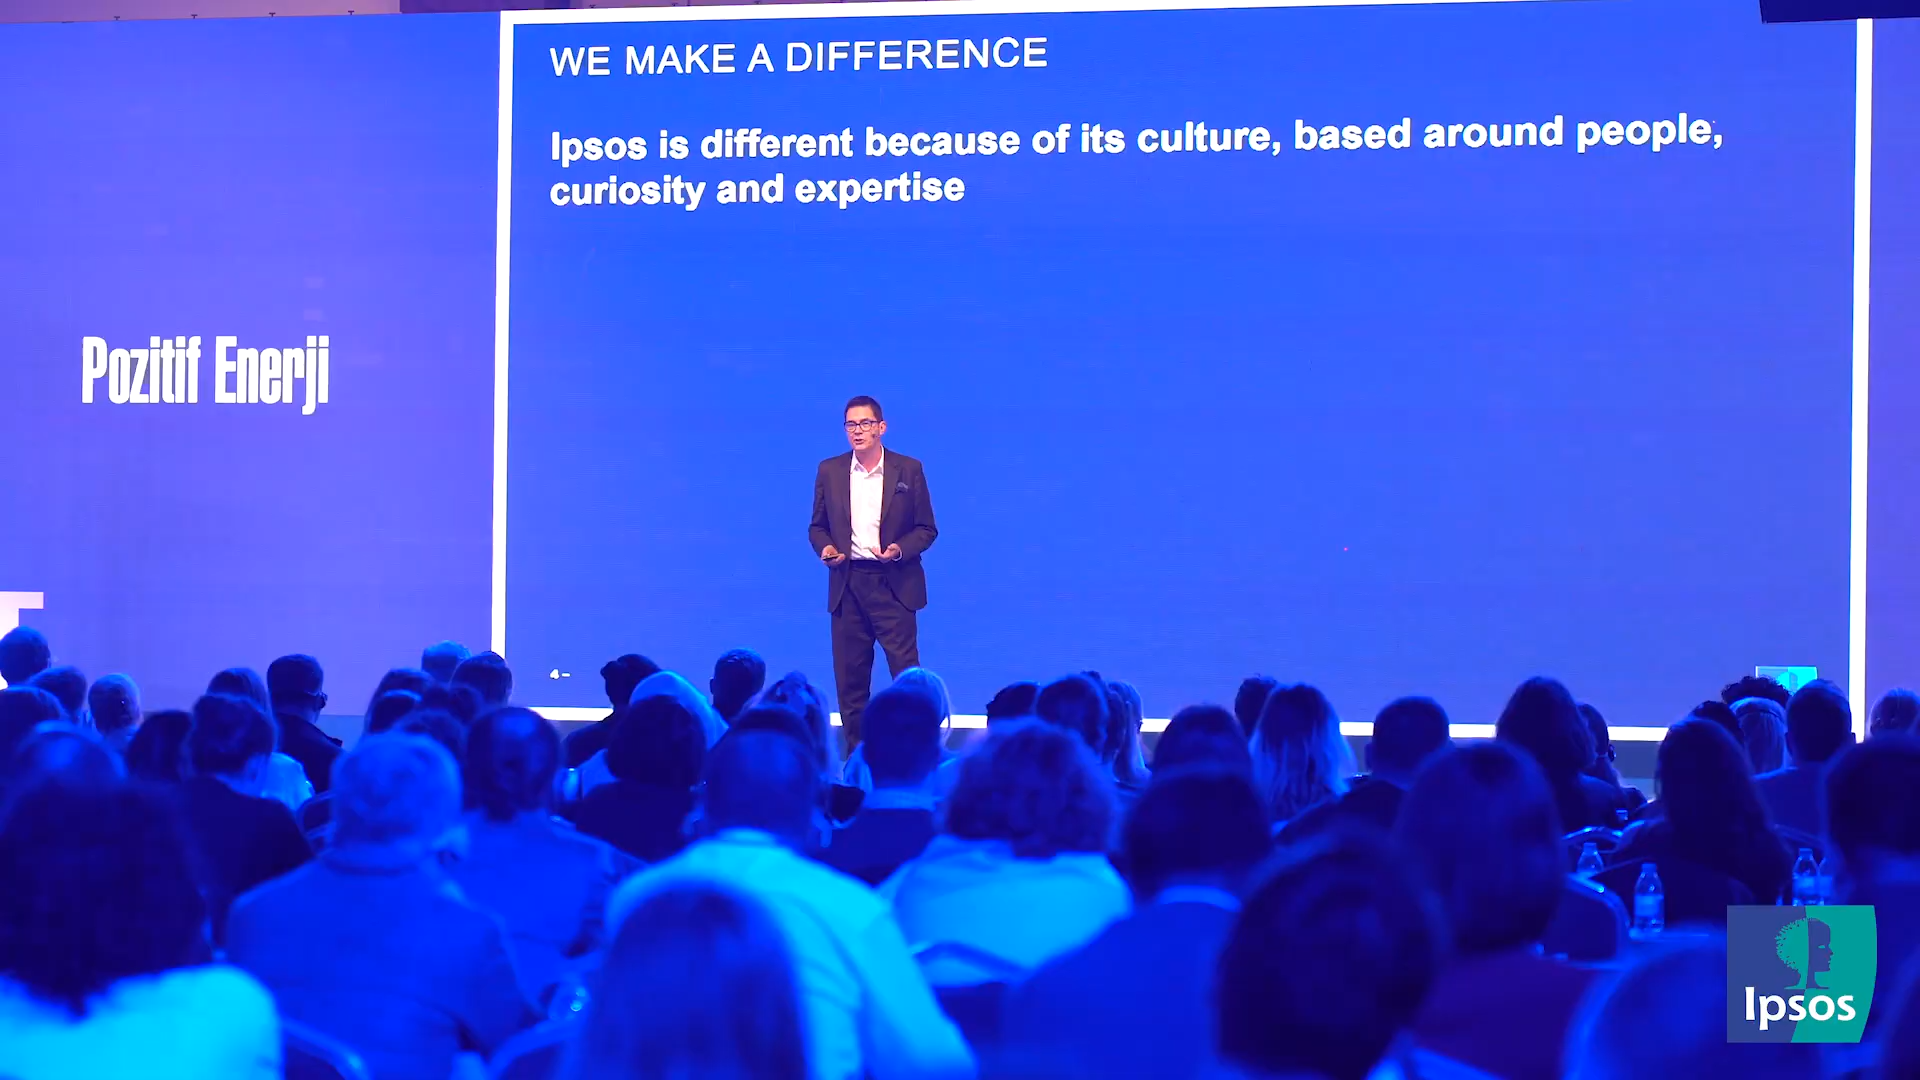 WE MAKE A DIFFERENCE
Ipsos is different because of its culture, based around people,
curiosity and expertise
Pozitif Enerji
T
4 –
Ipsos